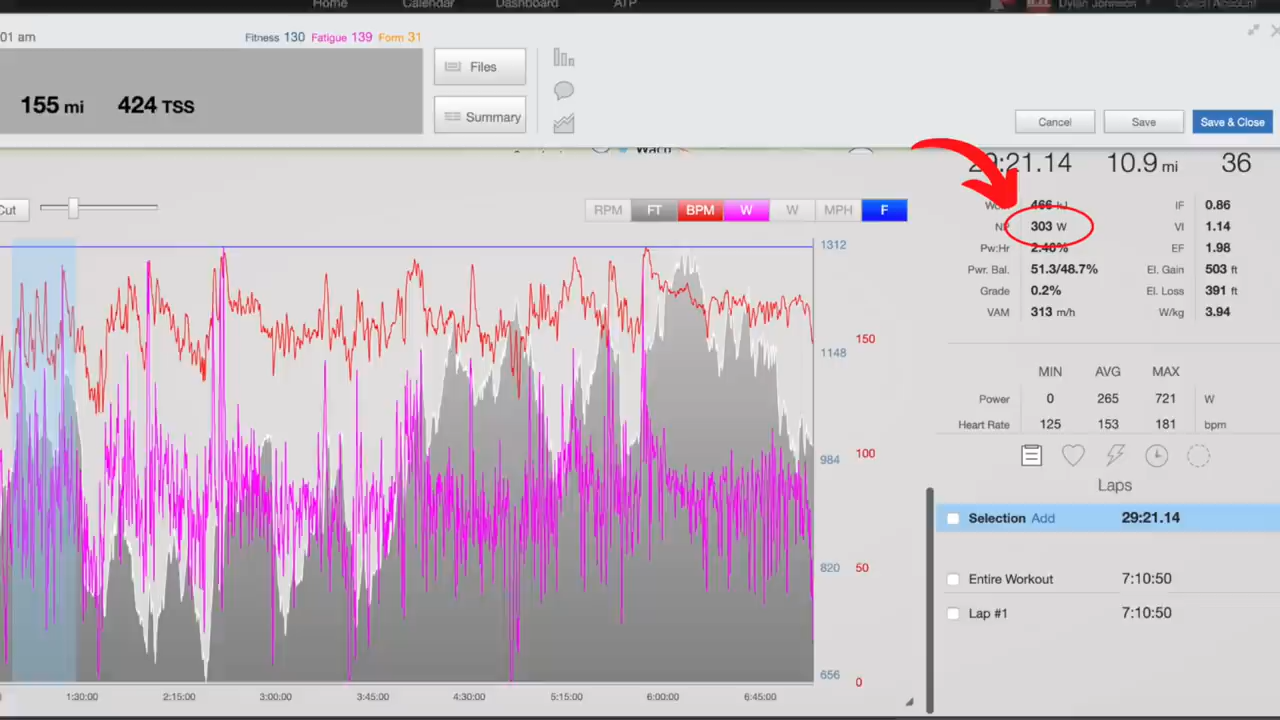 Home Calendar Dashboard ATP Dylan Johnson
01 am Fitness 130 Fatigue 139 Form 31
Files
155 mi 424 TSS
Summary
Cancel Save Save & Close
Waco
:21.14 10.9 mi 36
Cut
RPM FT BPM W W MPH F
466 kJ IF 0.86
NP 303 W VI 1.14
Pw:Hr 2.46% EF 1.98
Pwr. Bal. 51.3/48.7% El. Gain 503 ft
Grade 0.2% El. Loss 391 ft
VAM 313 m/h W/kg 3.94
1312
150
1148
100
984
820 50
656 0
1:30:00 2:15:00 3:00:00 3:45:00 4:30:00 5:15:00 6:00:00 6:45:00
MIN AVG MAX
Power 0 265 721 W
Heart Rate 125 153 181 bpm
Laps
Selection Add 29:21.14
Entire Workout 7:10:50
Lap #1 7:10:50